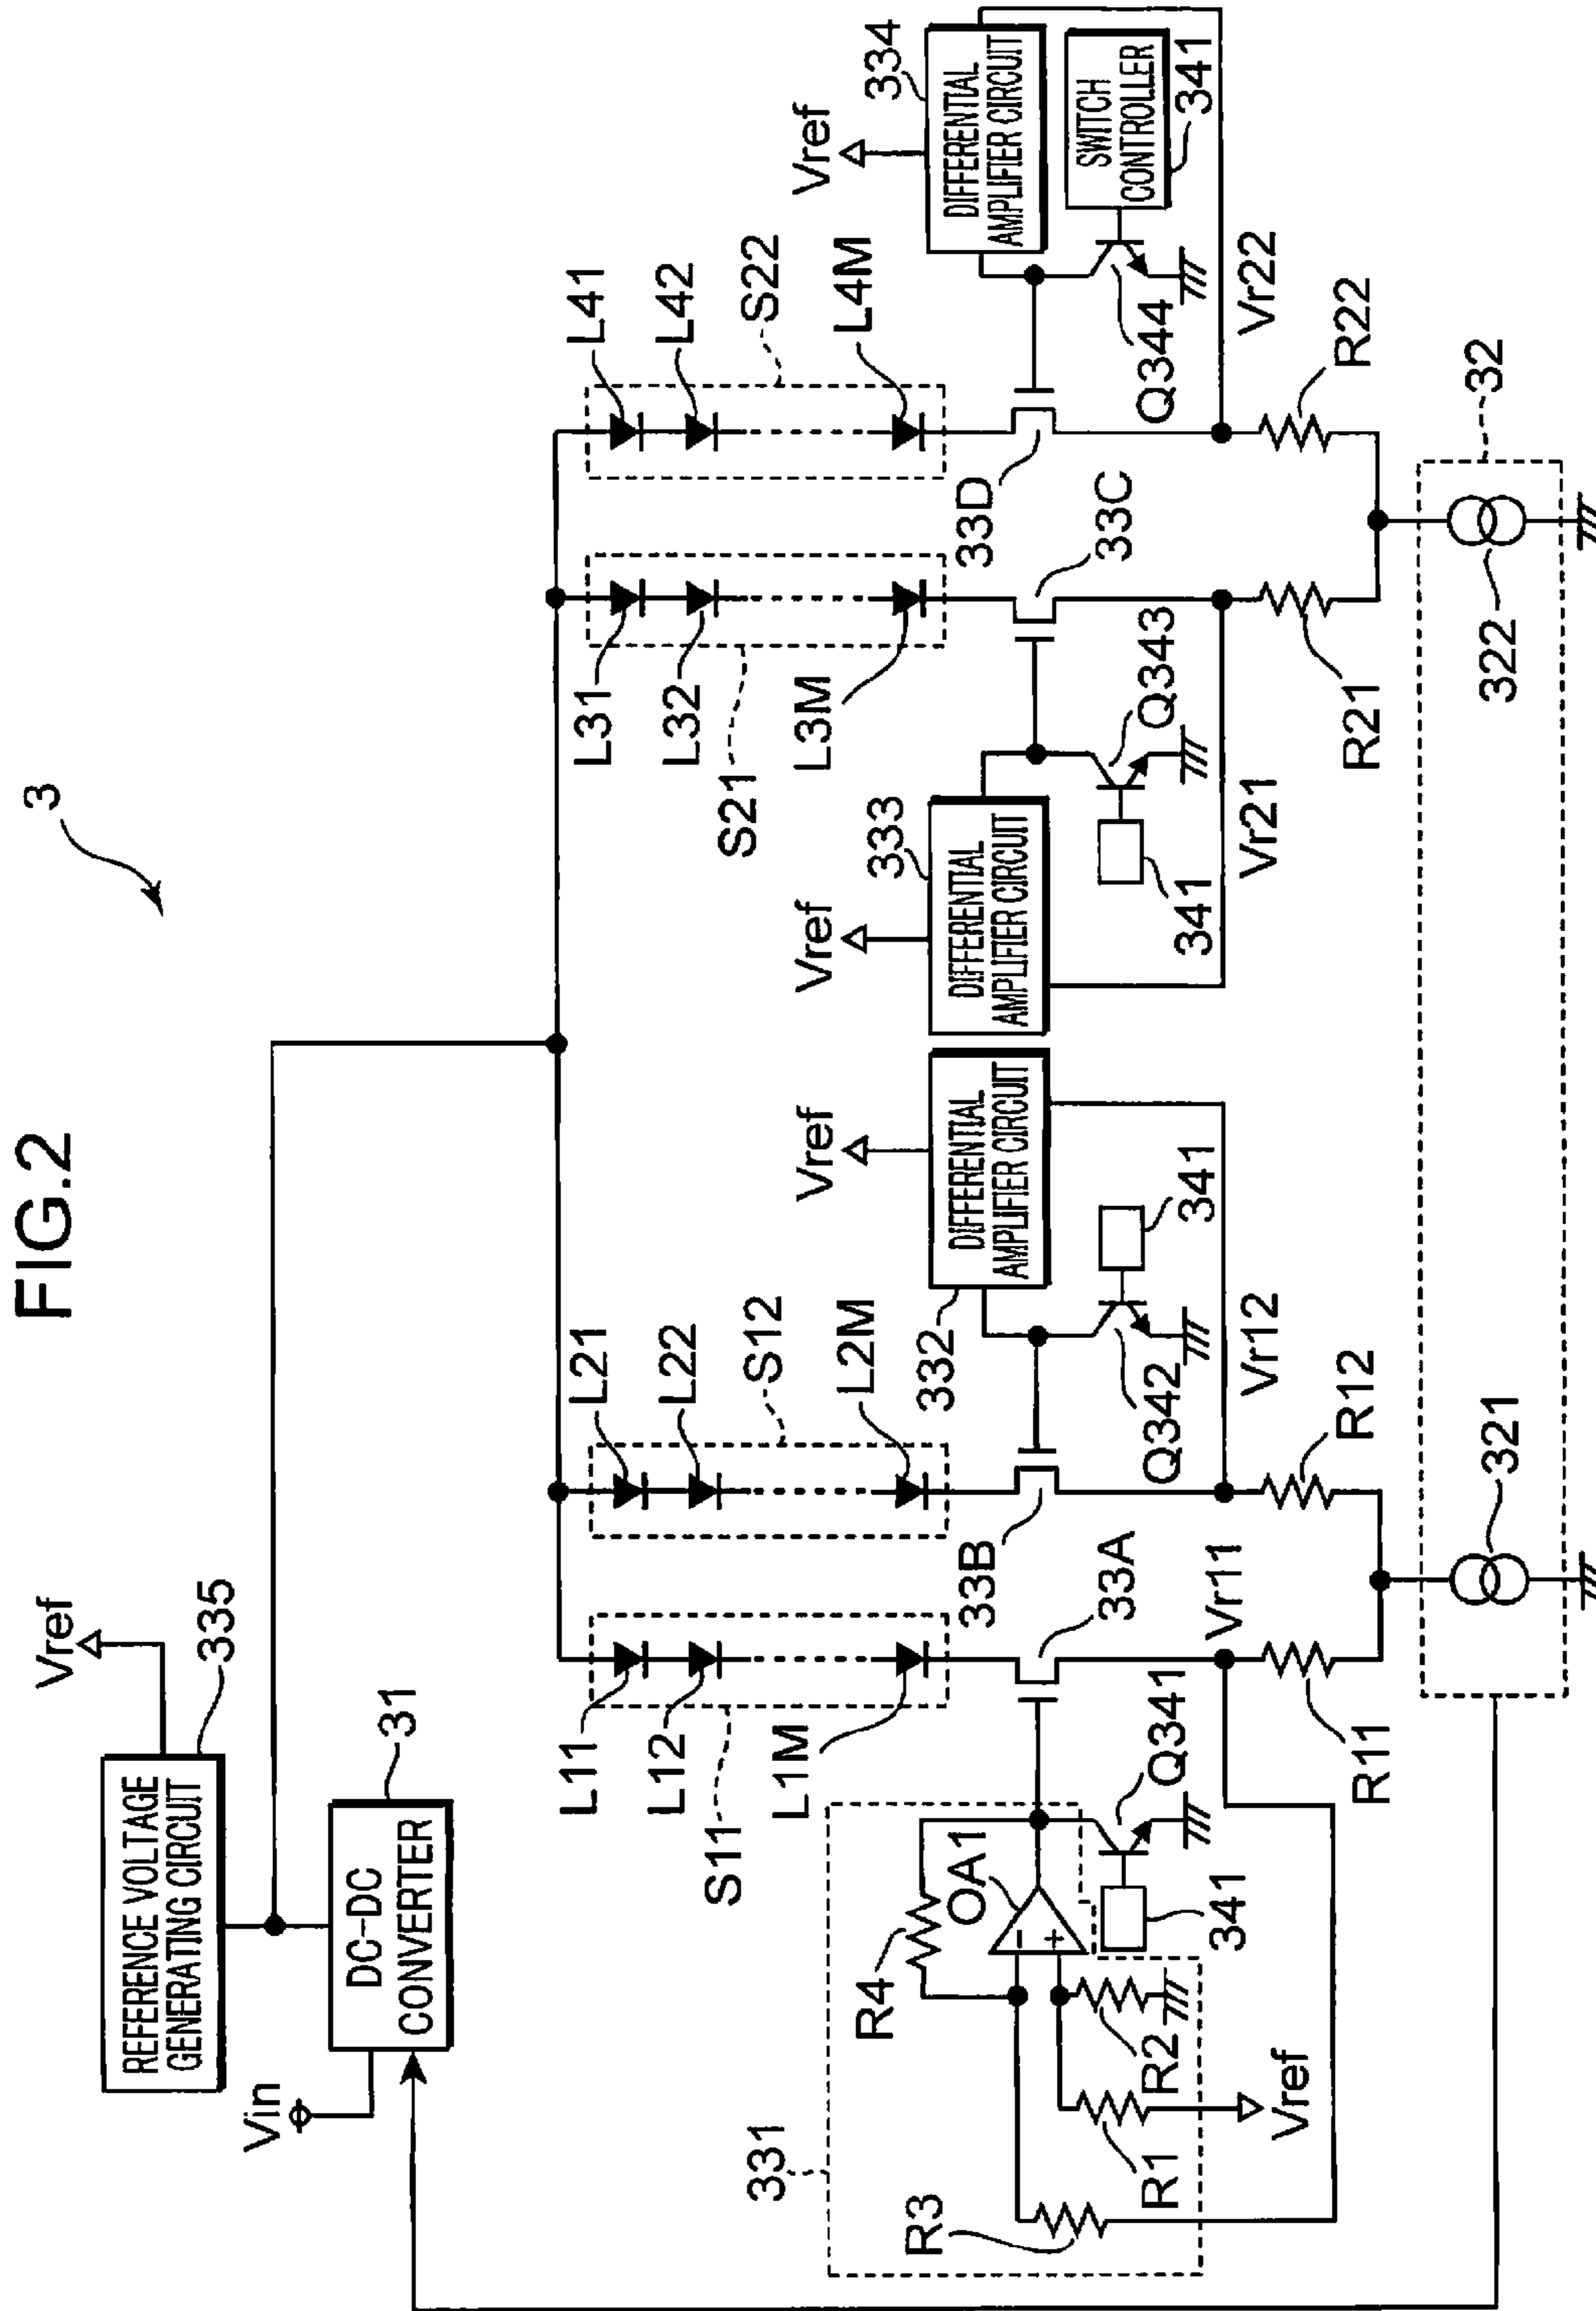 FIG.2
3
Vref
335
REFERENCE VOLTAGE
GENERATING CIRCUIT
Vin
31
DC-DC
CONVERTER
L11
L12
S11
L1M
L21
L22
S12
L2M
L31
L32
S21
L3M
L41
L42
S22
L4M
331
R3
R4
OA1
-
+
R1
R2
Vref
341
Q341
33A
33B
Vr11
R11
Vref
332
DIFFERENTIAL
AMPLIFIER CIRCUIT
341
Q342
Vr12
R12
Vref
333
DIFFERENTIAL
AMPLIFIER CIRCUIT
341
Q343
33C
Vr21
R21
Vref
334
DIFFERENTIAL
AMPLIFIER CIRCUIT
SWITCH
CONTROLLER
341
Q344
33D
Vr22
R22
321
322
32